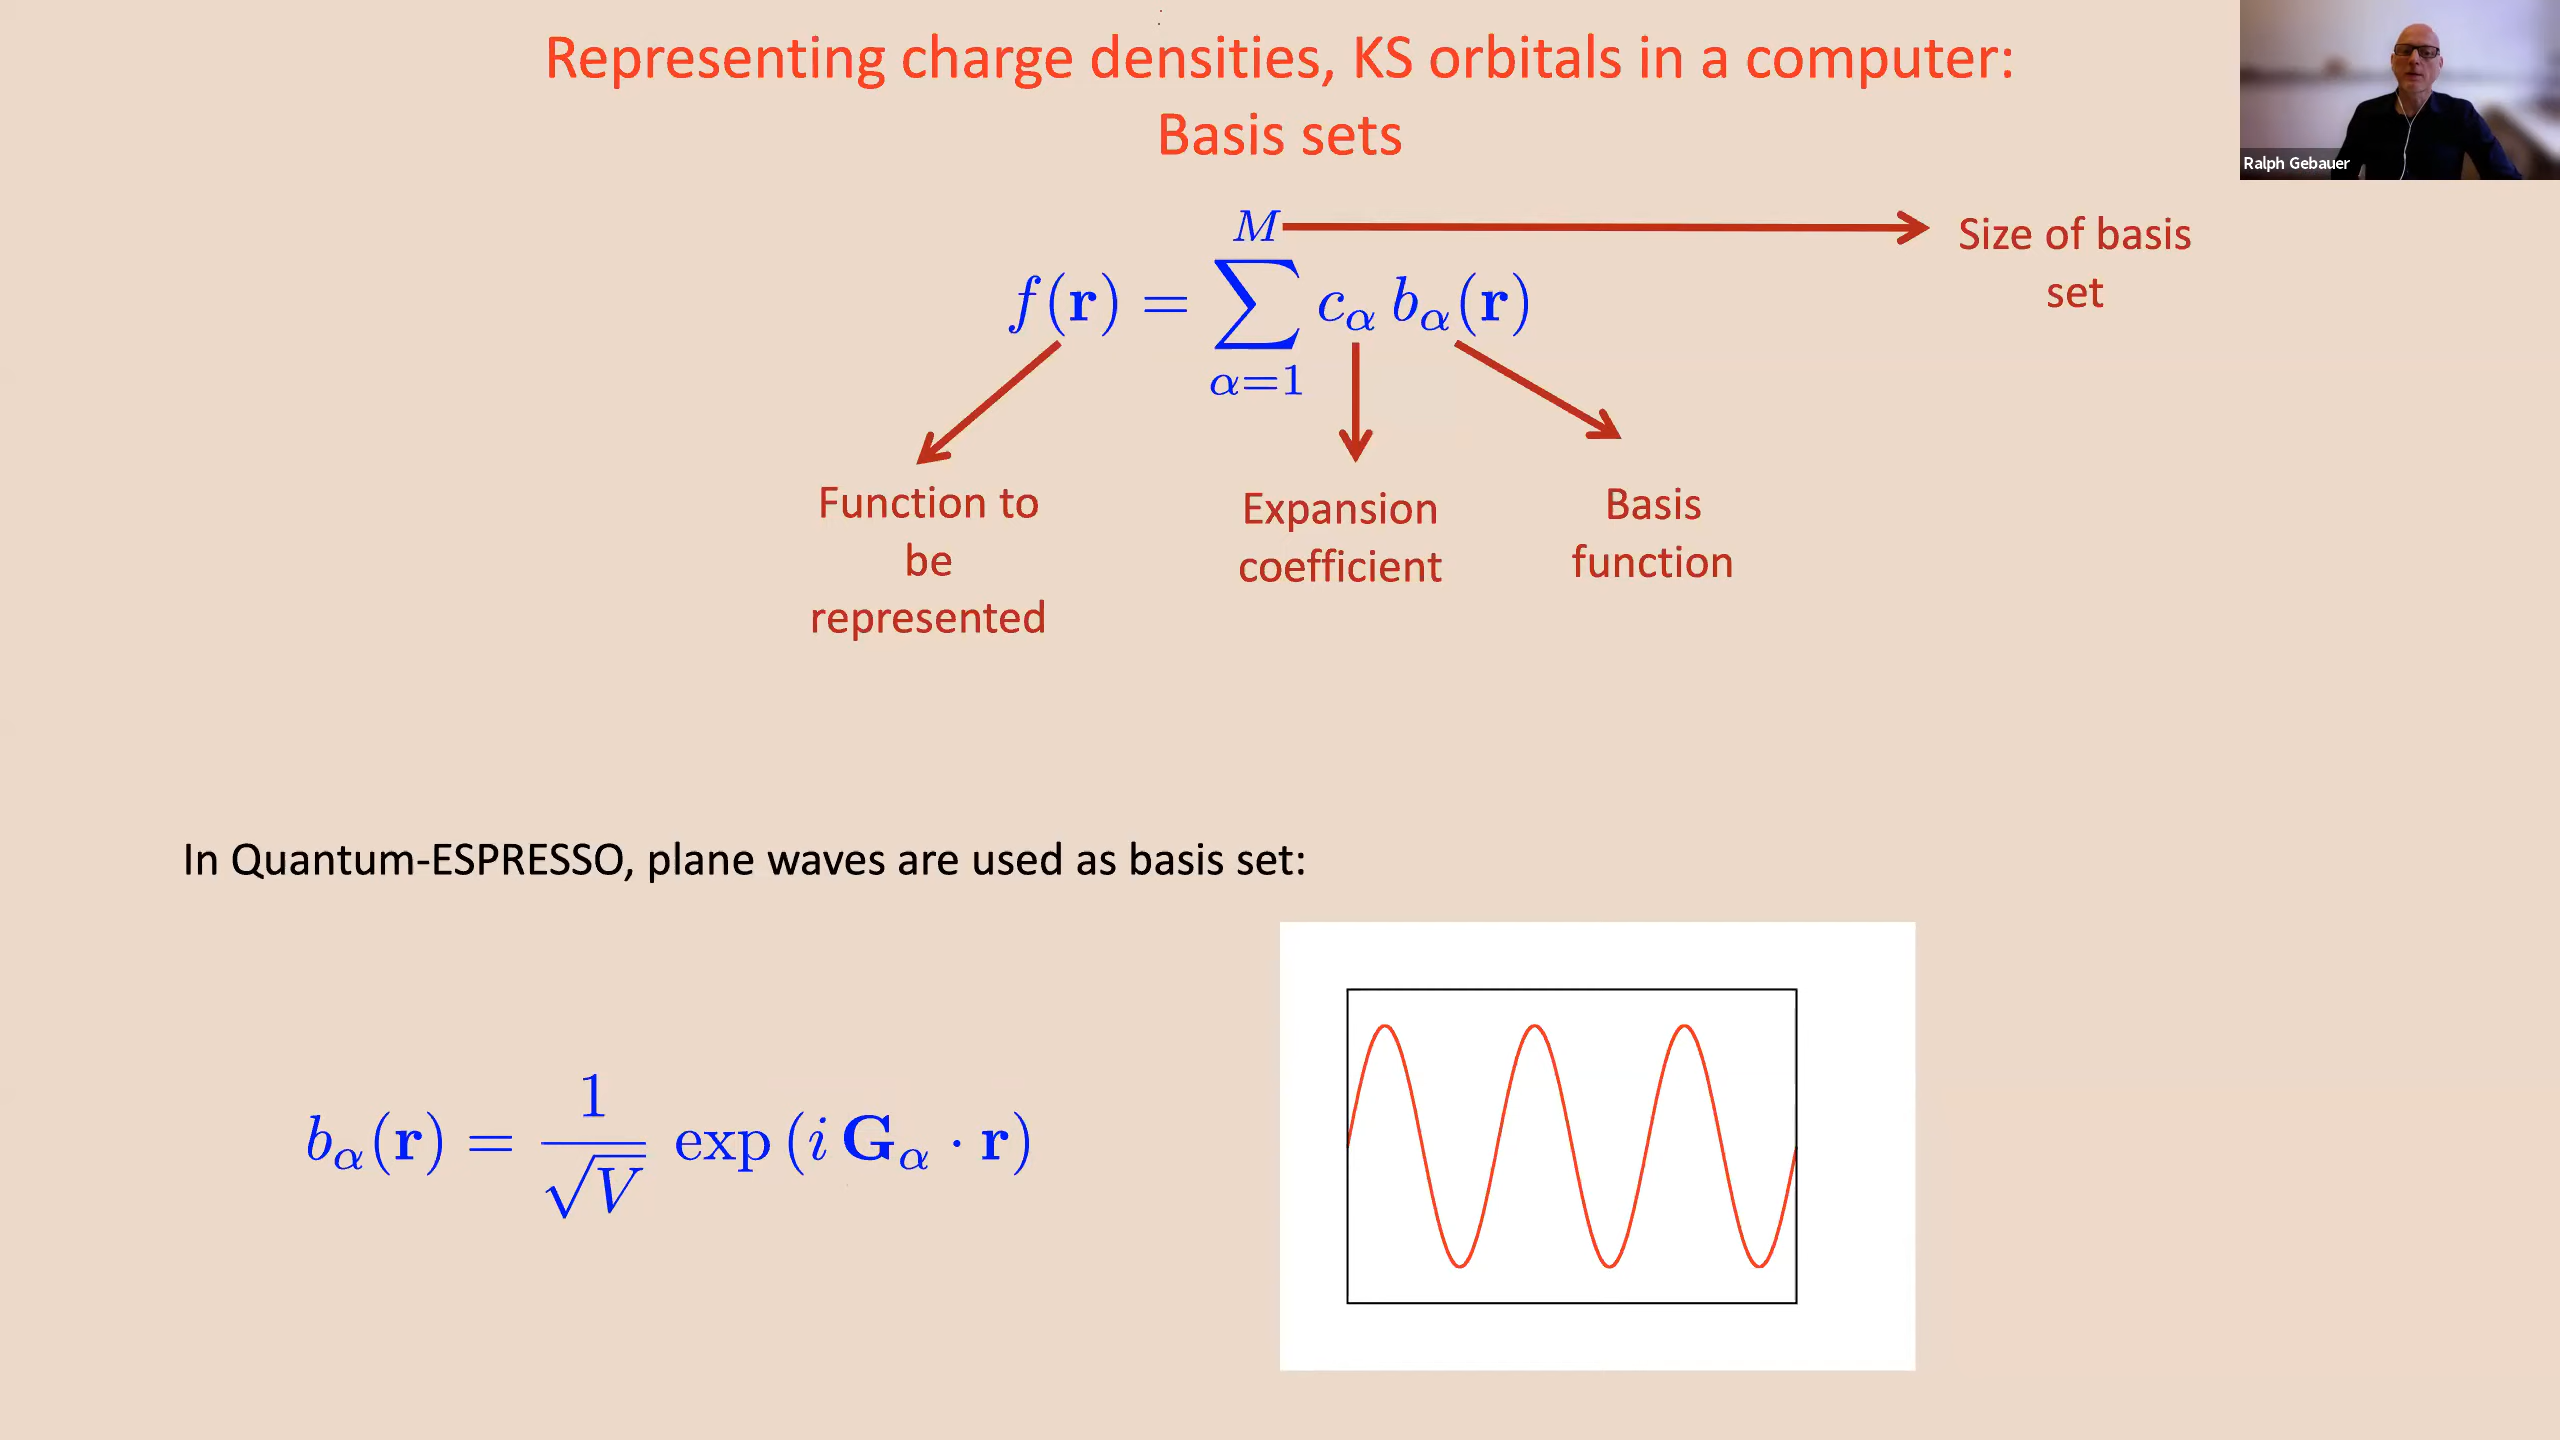 Representing charge densities, KS orbitals in a computer:
Basis sets
Ralph Gebauer
f(r) = ∑_{α=1}^{M} c_α b_α(r)
Size of basis
set
Function to
be
represented
Expansion
coefficient
Basis
function
In Quantum-ESPRESSO, plane waves are used as basis set:
b_α(r) = 1/√V exp (i G_α · r)